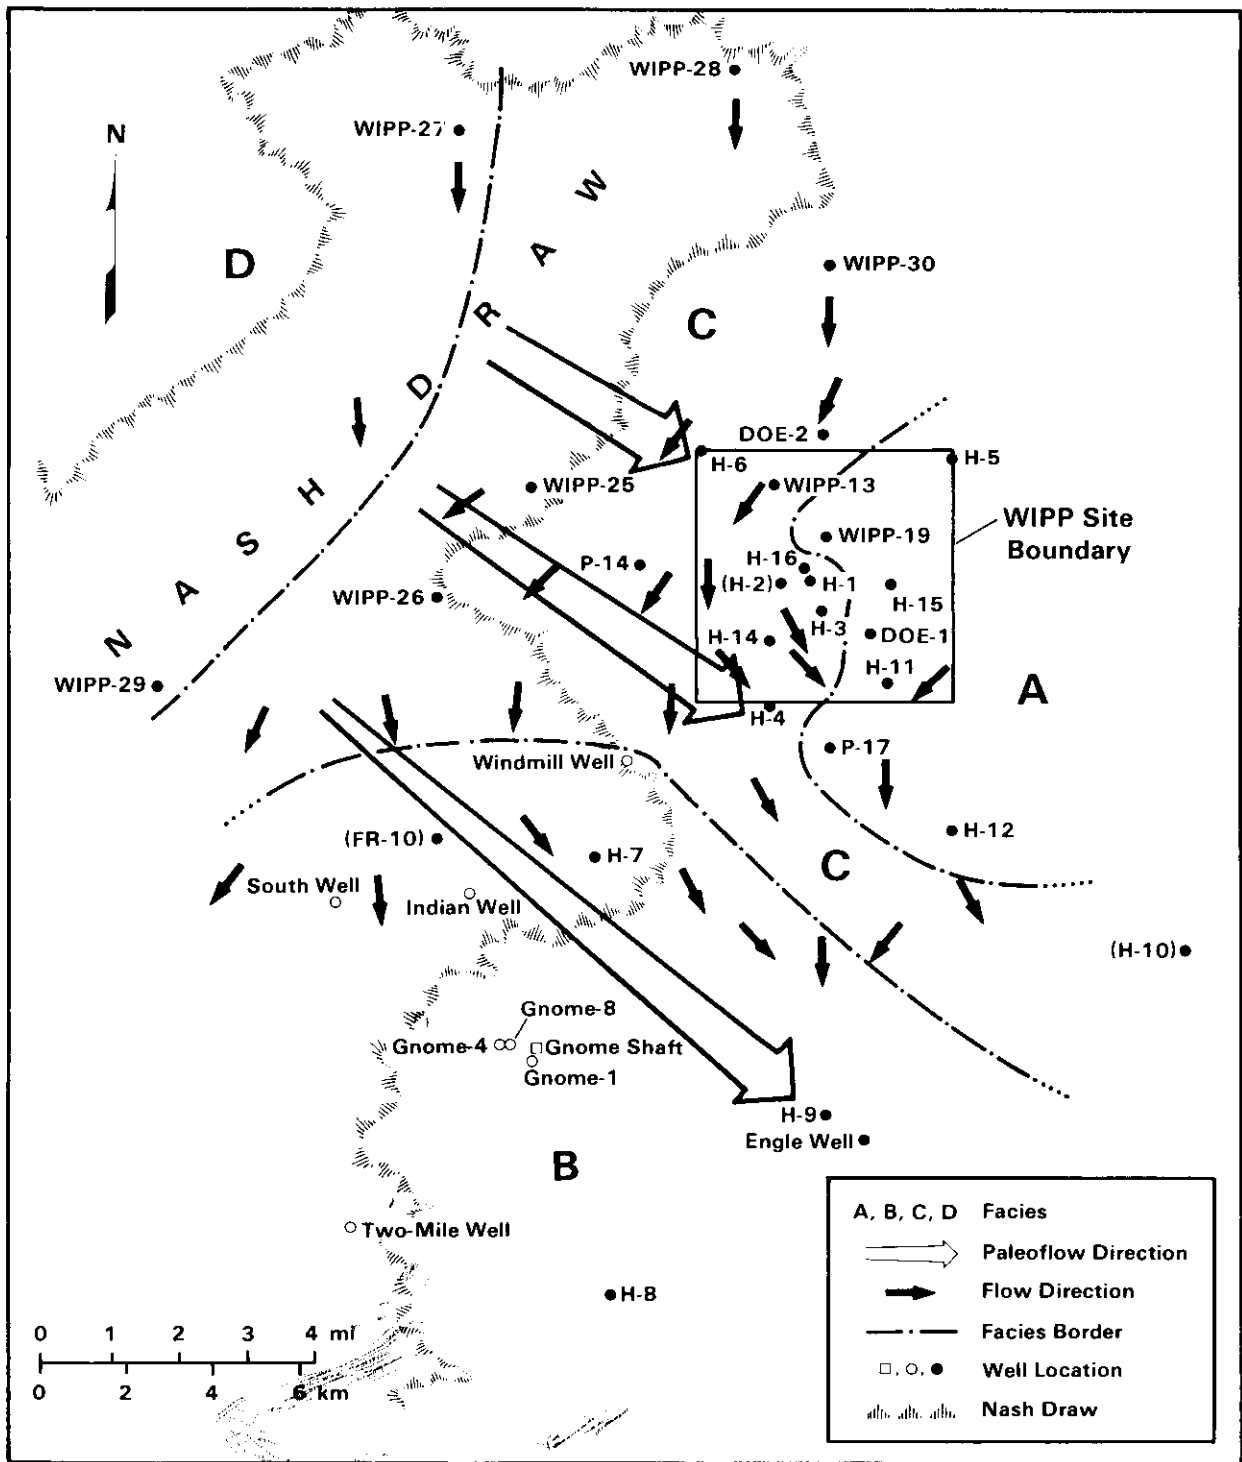 WIPP-28
WIPP-27
N
N A S H D R A W
D
WIPP-30
C
DOE-2
H-6
H-5
WIPP-25
WIPP-13
WIPP Site
Boundary
WIPP-19
H-16
P-14
(H-2)
H-1
H-15
WIPP-26
H-3
H-14
DOE-1
H-11
WIPP-29
A
H-4
P-17
Windmill Well
H-12
(FR-10)
H-7
C
South Well
Indian Well
(H-10)
Gnome-8
Gnome-4
Gnome Shaft
Gnome-1
H-9
Engle Well
B
Two-Mile Well
H-8
A, B, C, D Facies
Paleoflow Direction
Flow Direction
Facies Border
Well Location
Nash Draw
0 1 2 3 4 mi
0 2 4 6 km